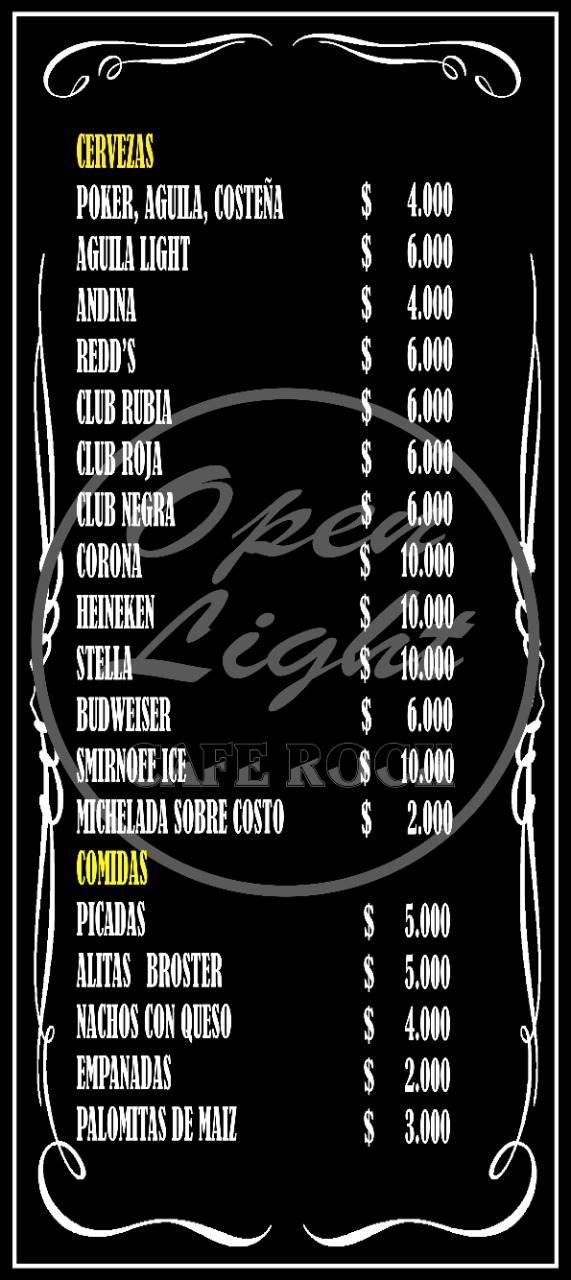 CERVEZAS
POKER, AGUILA, COSTEÑA $ 4.000
AGUILA LIGHT $ 6.000
ANDINA $ 4.000
REDD'S $ 6.000
CLUB RUBIA $ 6.000
CLUB ROJA $ 6.000
CLUB NEGRA $ 6.000
CORONA $ 10.000
HEINEKEN $ 10.000
STELLA $ 10.000
BUDWEISER $ 6.000
SMIRNOFF ICE $ 10.000
MICHELADA SOBRE COSTO $ 2.000
COMIDAS
PICADAS $ 5.000
ALITAS BROSTER $ 5.000
NACHOS CON QUESO $ 4.000
EMPANADAS $ 2.000
PALOMITAS DE MAIZ $ 3.000
Open
Light
CAFE ROCK